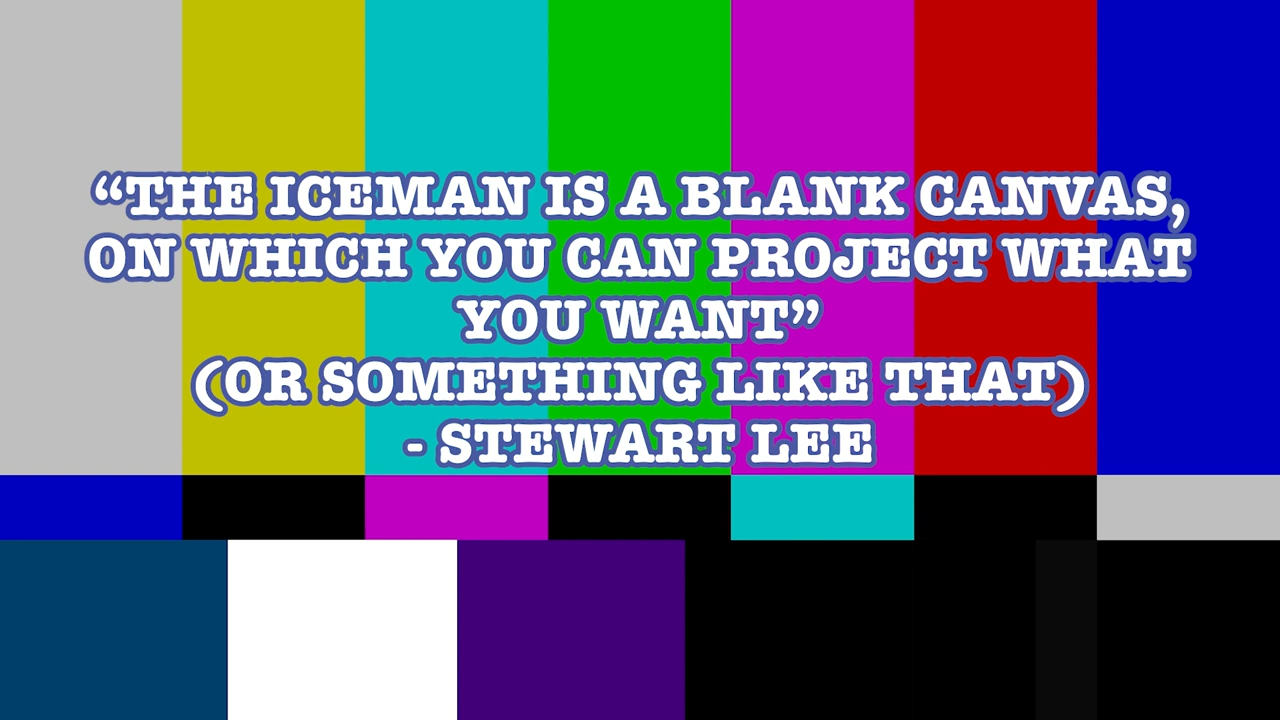 “THE ICEMAN IS A BLANK CANVAS,
ON WHICH YOU CAN PROJECT WHAT
YOU WANT”
(OR SOMETHING LIKE THAT)
- STEWART LEE